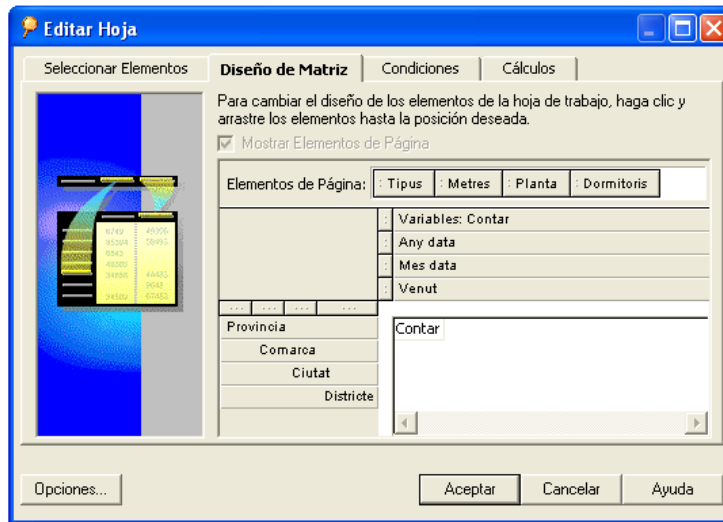 Editar Hoja
Seleccionar Elementos Diseño de Matriz Condiciones Cálculos
Para cambiar el diseño de los elementos de la hoja de trabajo, haga clic y
arrastre los elementos hasta la posición deseada.
Mostrar Elementos de Página
Elementos de Página: : Tipus : Metres : Planta : Dormitoris
: Variables: Contar
: Any data
: Mes data
: Venut
... ... ... ...
Provincia
Comarca
Ciutat
Districte
Contar
Opciones... Aceptar Cancelar Ayuda